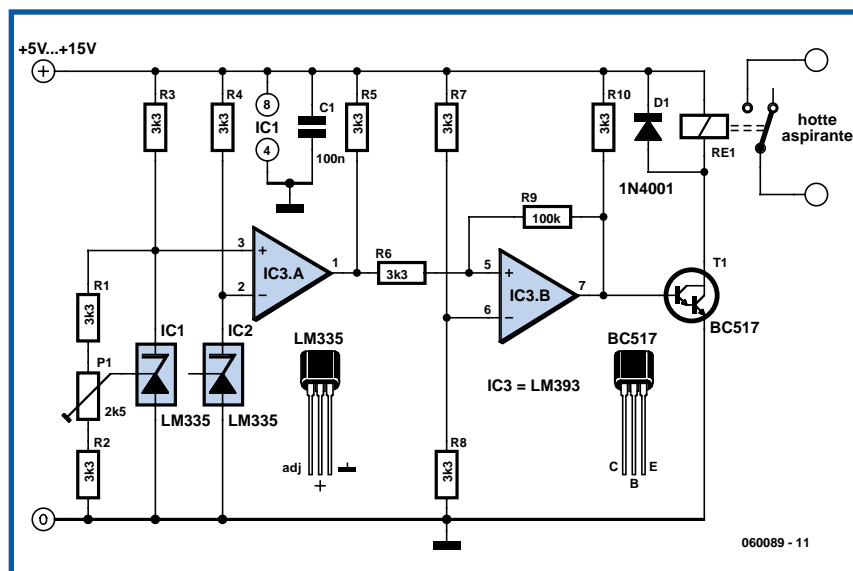 +5V...+15V
+
R3
3k3
R4
3k3
8
IC1
4
C1
100n
R5
3k3
R7
3k3
R10
3k3
D1
1N4001
RE1
hotte
aspirante
R1
3k3
P1
2k5
R2
3k3
IC1
LM335
IC2
LM335
3
+
2
–
IC3.A
1
R6
3k3
R9
100k
5
+
6
–
IC3.B
7
T1
BC517
LM335
adj
+
BC517
C
B
E
IC3 = LM393
R8
3k3
0
060089 - 11